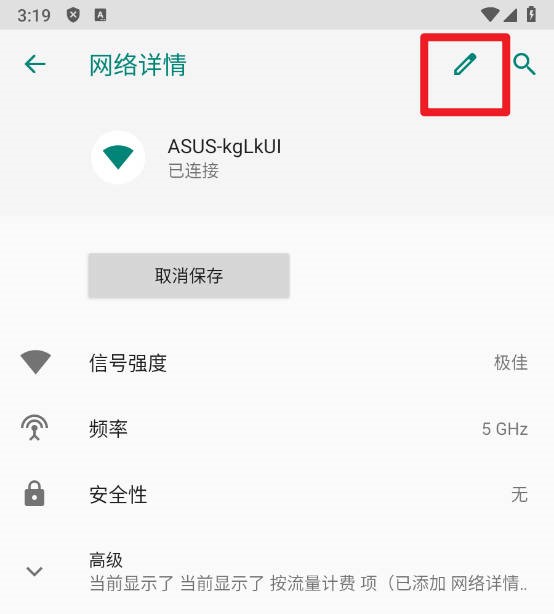 3:19
网络详情
ASUS-kgLkUI
已连接
取消保存
信号强度
极佳
频率
5 GHz
安全性
无
高级
当前显示了 当前显示了 按流量计费 项（已添加 网络详情..